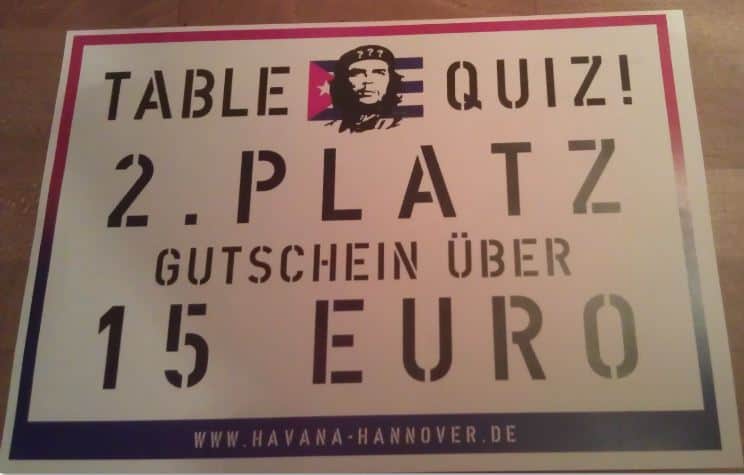 ???
TABLE QUIZ!
2. PLATZ
GUTSCHEIN ÜBER
15 EURO
WWW.HAVANA-HANNOVER.DE